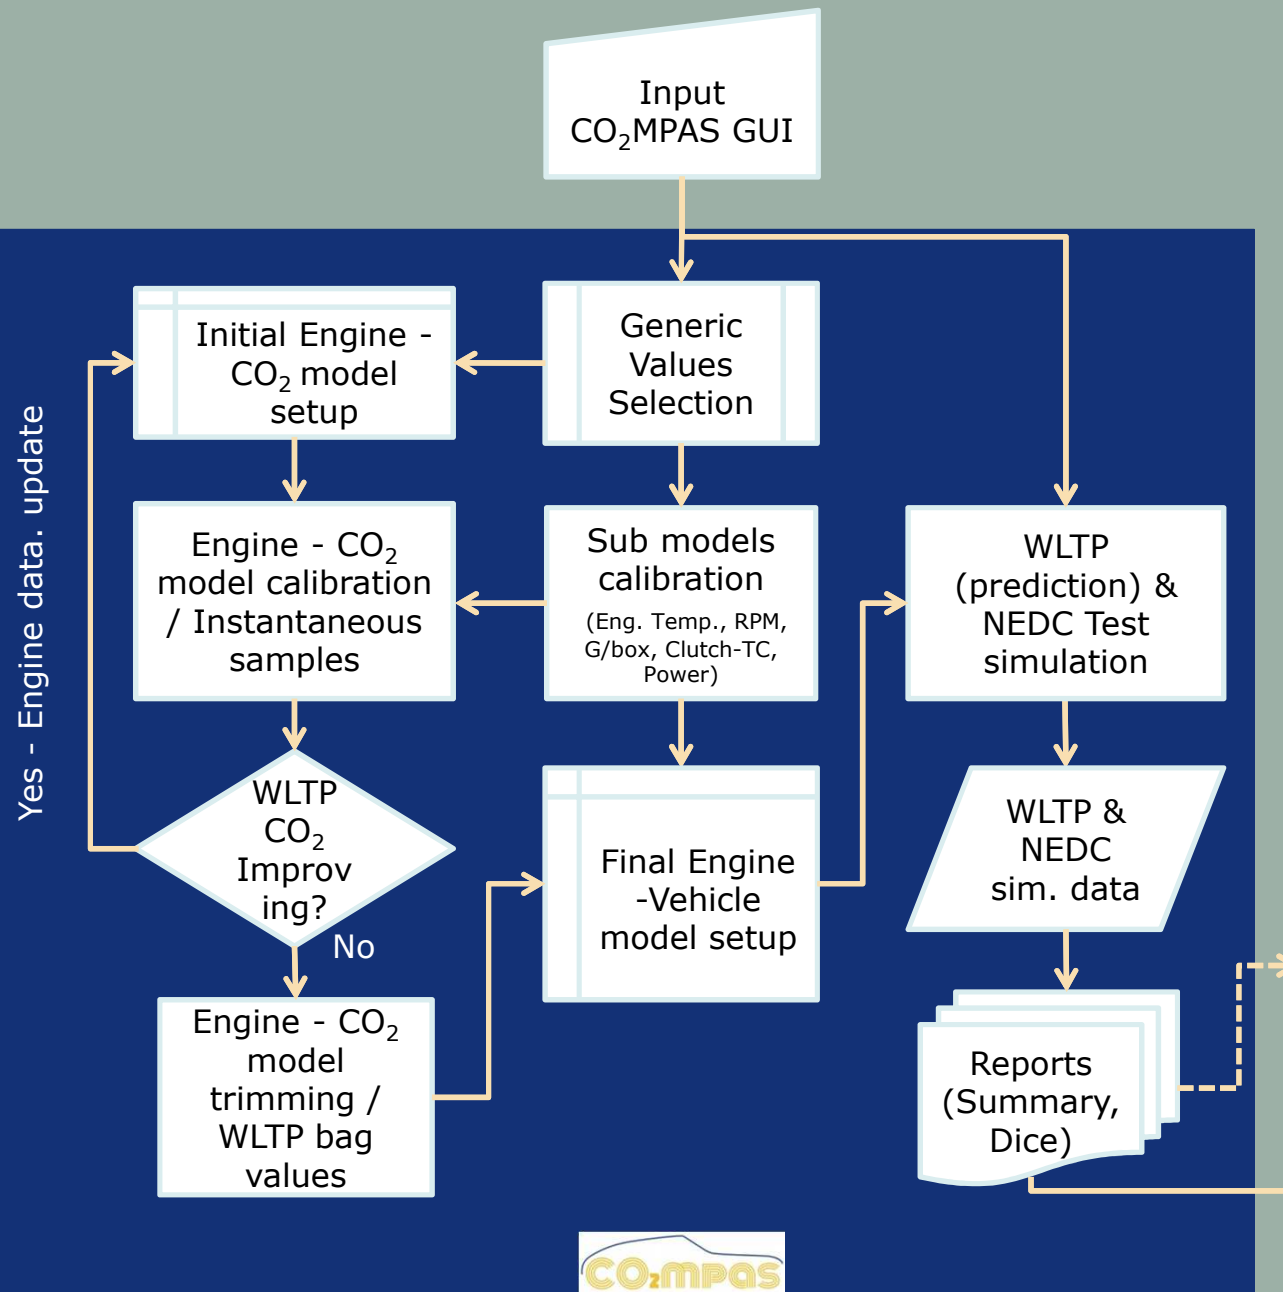 Input
CO₂MPAS GUI
Generic
Values
Selection
Initial Engine -
CO₂ model
setup
Yes - Engine data. update
Engine - CO₂
model calibration
/ Instantaneous
samples
Sub models
calibration
(Eng. Temp., RPM,
G/box, Clutch-TC,
Power)
WLTP
(prediction) &
NEDC Test
simulation
WLTP
CO₂
Improv
ing?
No
Final Engine
-Vehicle
model setup
WLTP &
NEDC
sim. data
Engine - CO₂
model
trimming /
WLTP bag
values
Reports
(Summary,
Dice)
CO₂mpas